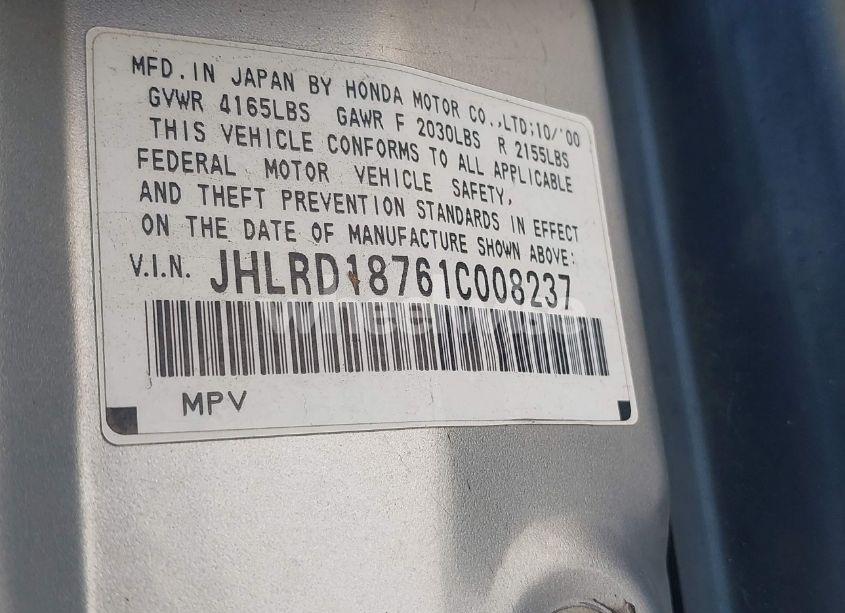 MFD.IN JAPAN BY HONDA MOTOR CO.,LTD;10/'00
GVWR 4165LBS GAWR F 2030LBS R 2155LBS
THIS VEHICLE CONFORMS TO ALL APPLICABLE
FEDERAL MOTOR VEHICLE SAFETY,
AND THEFT PREVENTION STANDARDS IN EFFECT
ON THE DATE OF MANUFACTURE SHOWN ABOVE:
V.I.N. JHLRD18761C008237
MPV